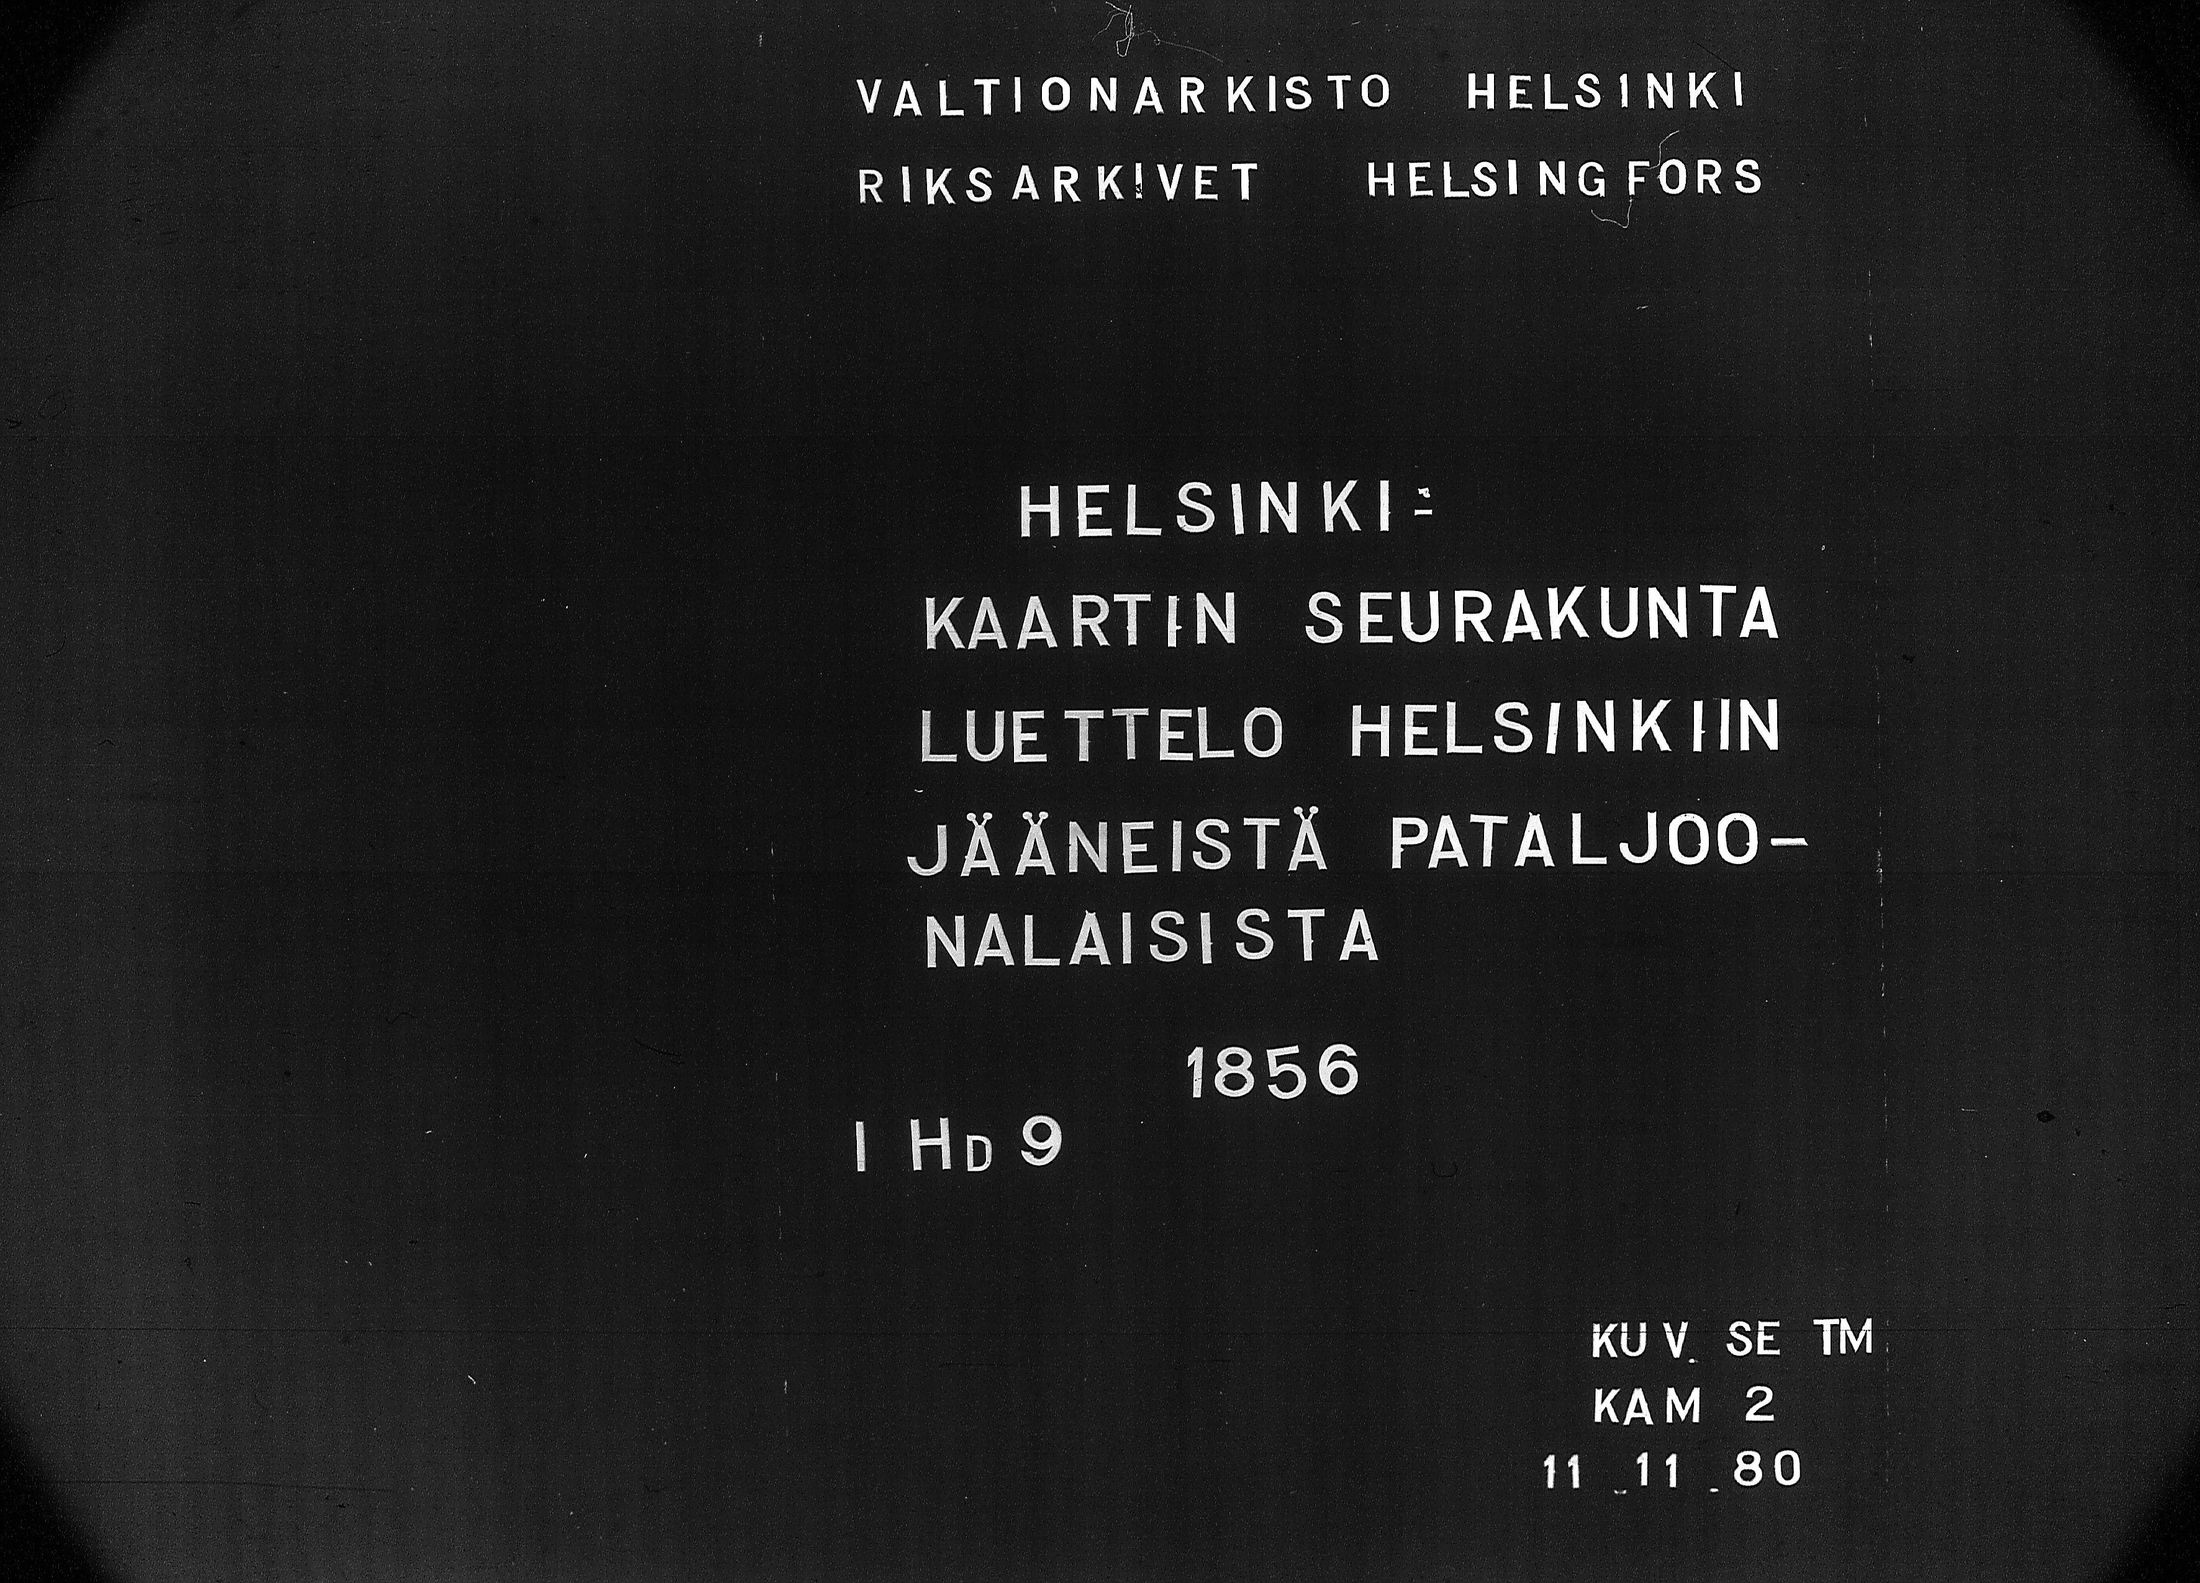 VALTIONARKISTO HELSINKI
RIKSARKIVET HELSINGFORS
HELSINKI:
KAARTIN SEURAKUNTA
LUETTELO HELSINKIIN
JÄÄNEISTÄ PATALJOO-
NALAISISTA
1856
I HD 9
KUV. SE TM
KAM 2
11.11.80